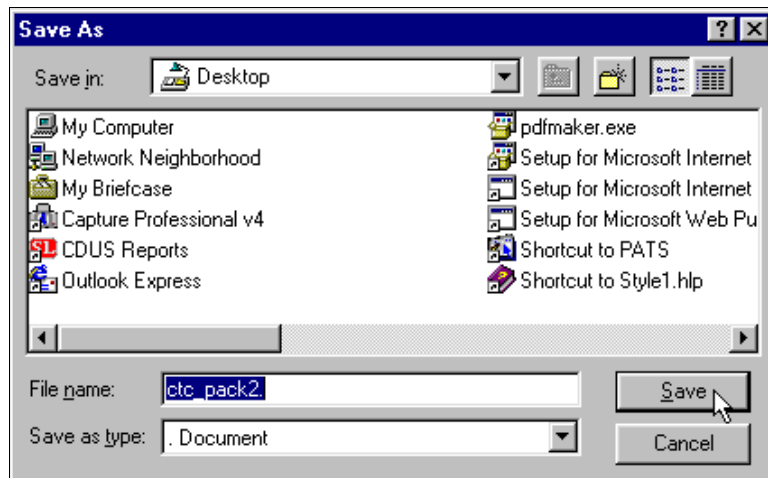 Save As
Save in: Desktop
My Computer
Network Neighborhood
My Briefcase
Capture Professional v4
SL CDUS Reports
Outlook Express
pdfmaker.exe
Setup for Microsoft Internet
Setup for Microsoft Internet
Setup for Microsoft Web Pu
Shortcut to PATS
Shortcut to Style1.hlp
File name: ctc_pack2.
Save
Save as type: . Document
Cancel